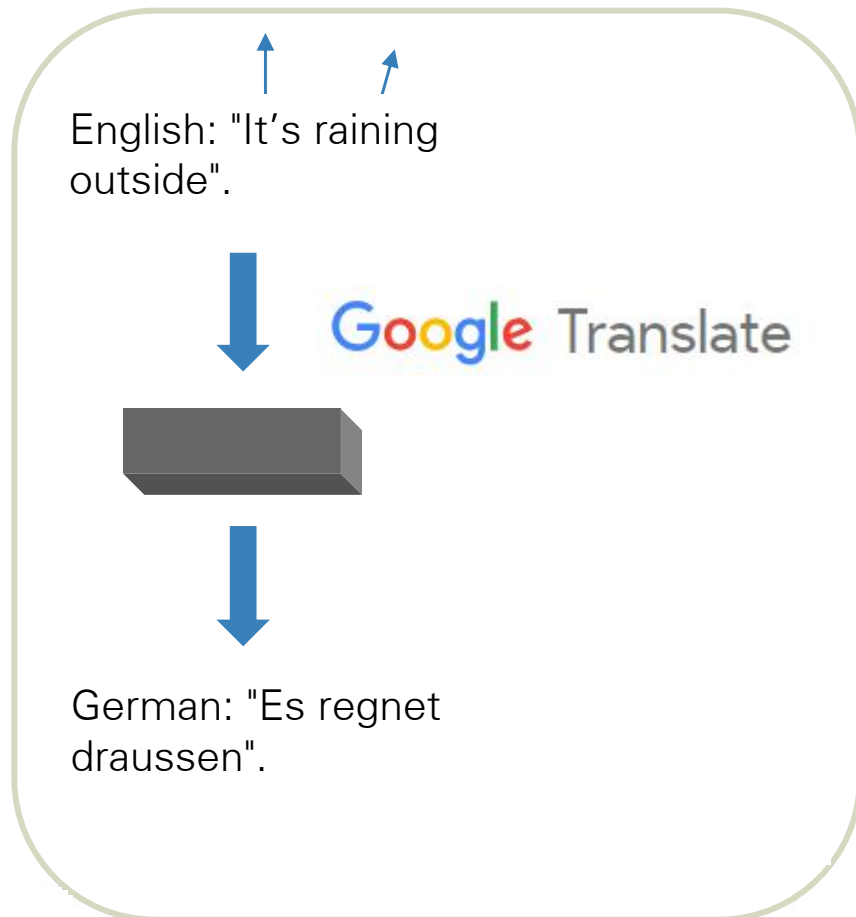 English: "It’s raining
outside".
Google Translate
German: "Es regnet
draussen".